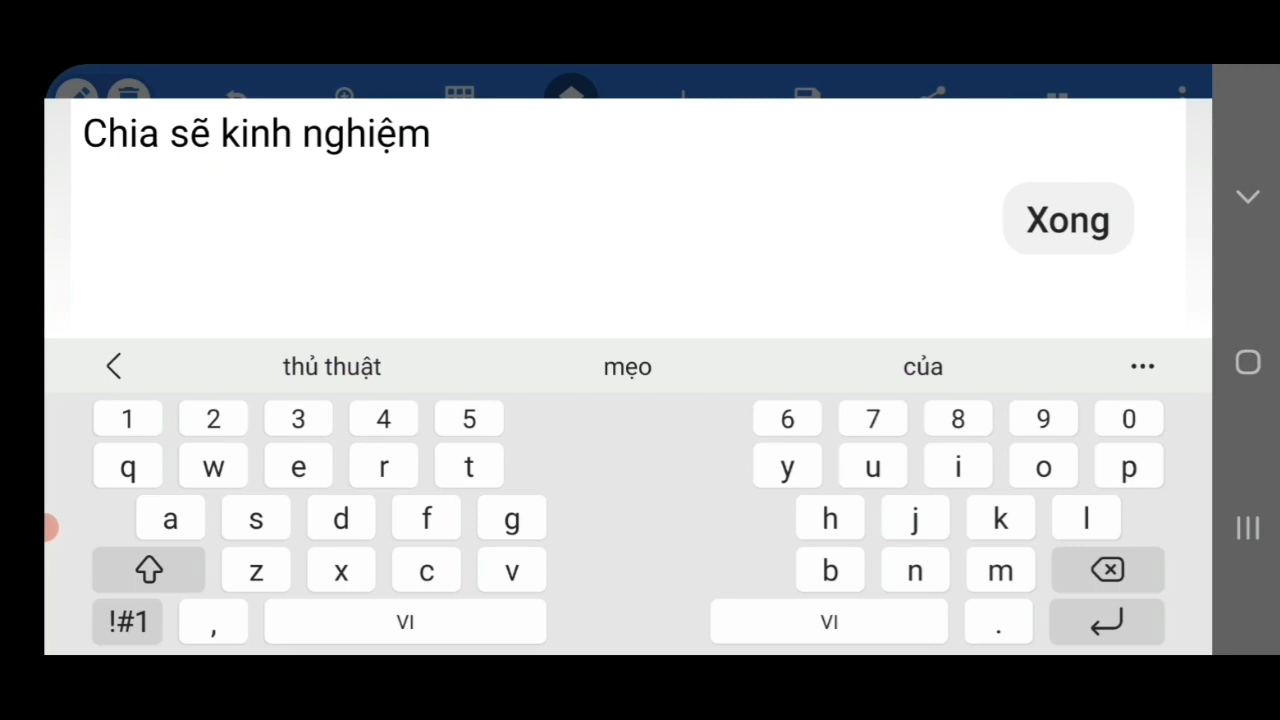 Chia sẽ kinh nghiệm
Xong
thủ thuật mẹo của
1 2 3 4 5 6 7 8 9 0
q w e r t y u i o p
a s d f g h j k l
z x c v b n m
!#1 , VI VI .